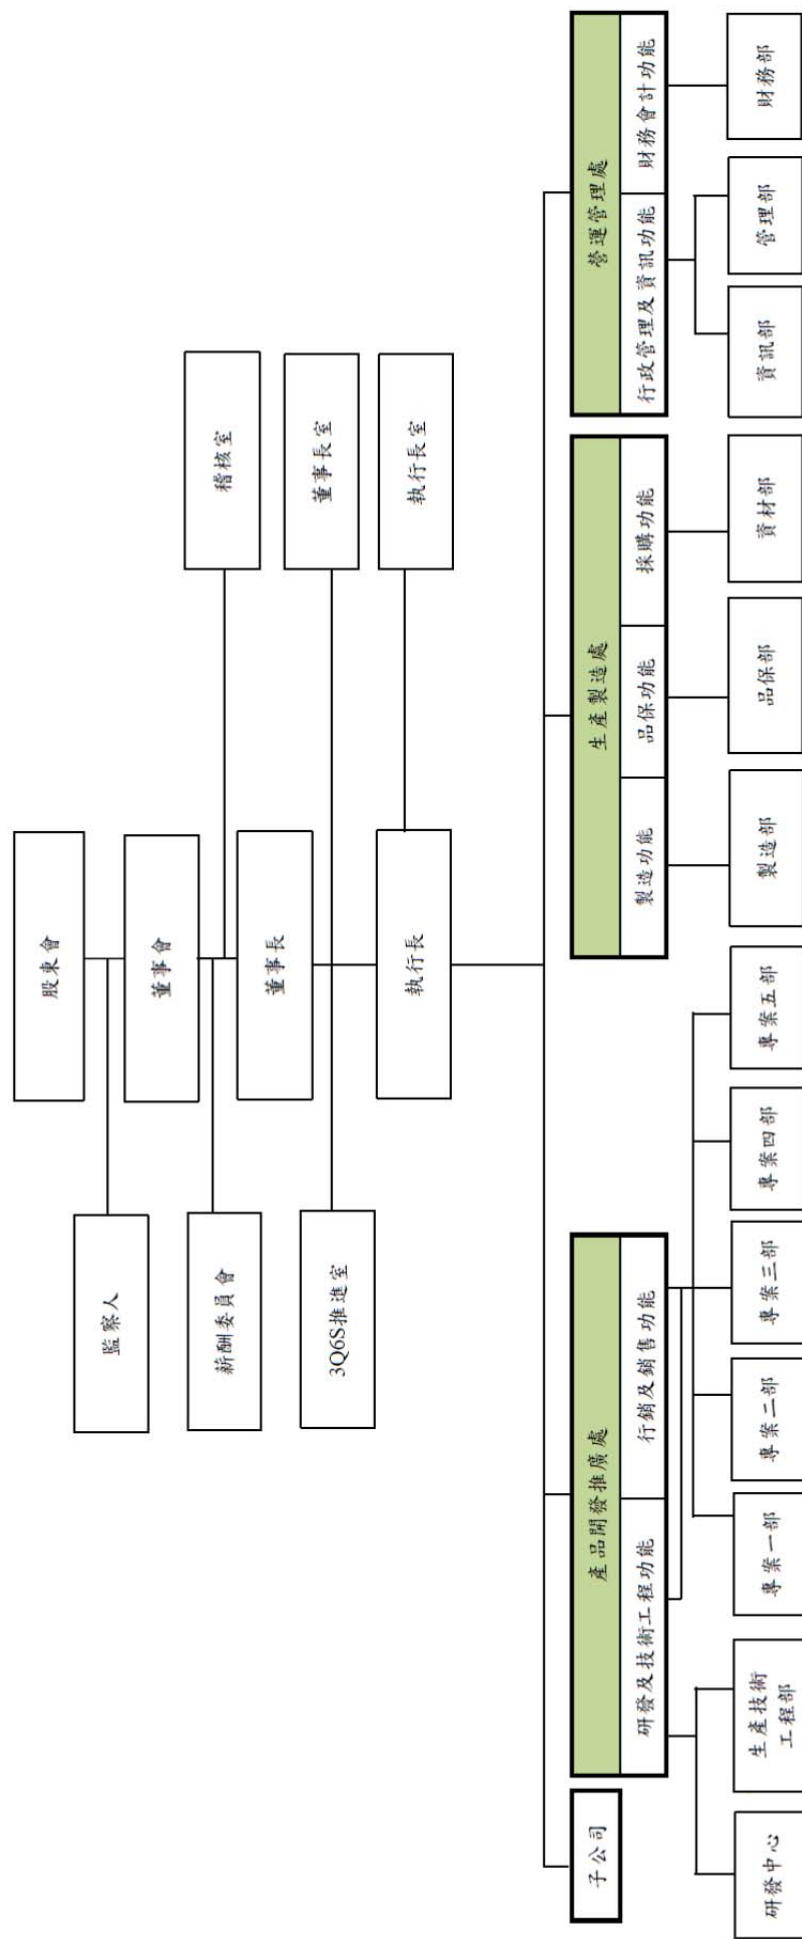 股東會
監察人
董事會
薪酬委員會
稽核室
董事長
3Q6S推進室
董事長室
執行長
執行長室
子公司
產品開發推廣處
研發及技術工程功能
行銷及銷售功能
生產製造處
製造功能
品保功能
採購功能
營運管理處
行政管理及資訊功能
財務會計功能
研發中心
生產技術
工程部
專案一部
專案二部
專案三部
專案四部
專案五部
製造部
品保部
資材部
資訊部
管理部
財務部